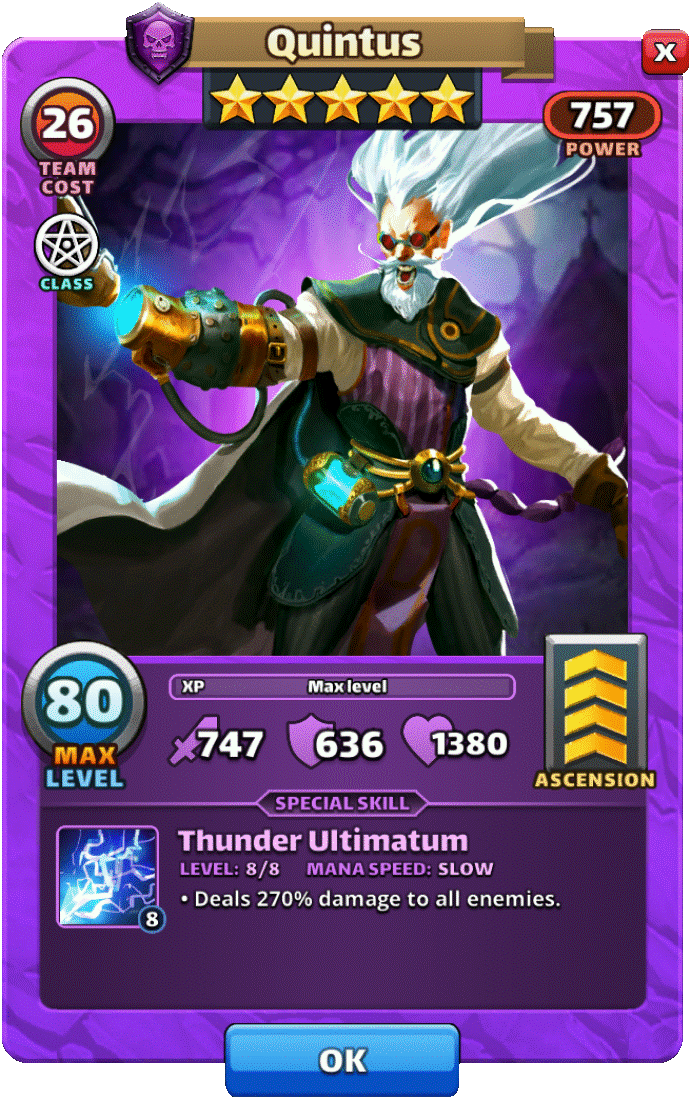 Quintus
X
26
TEAM
COST
757
POWER
CLASS
80
MAX
LEVEL
XP Max level
747 636 1380
ASCENSION
SPECIAL SKILL
Thunder Ultimatum
LEVEL: 8/8 MANA SPEED: SLOW
• Deals 270% damage to all enemies.
8
OK